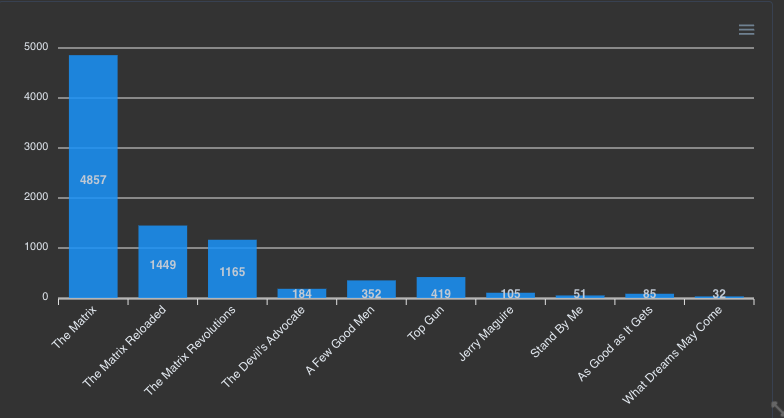 5000
4000
3000
2000
1000
0
4857
1449
1165
184
352
419
105
51
85
32
The Matrix
The Matrix Reloaded
The Matrix Revolutions
The Devil's Advocate
A Few Good Men
Top Gun
Jerry Maguire
Stand By Me
As Good as It Gets
What Dreams May Come